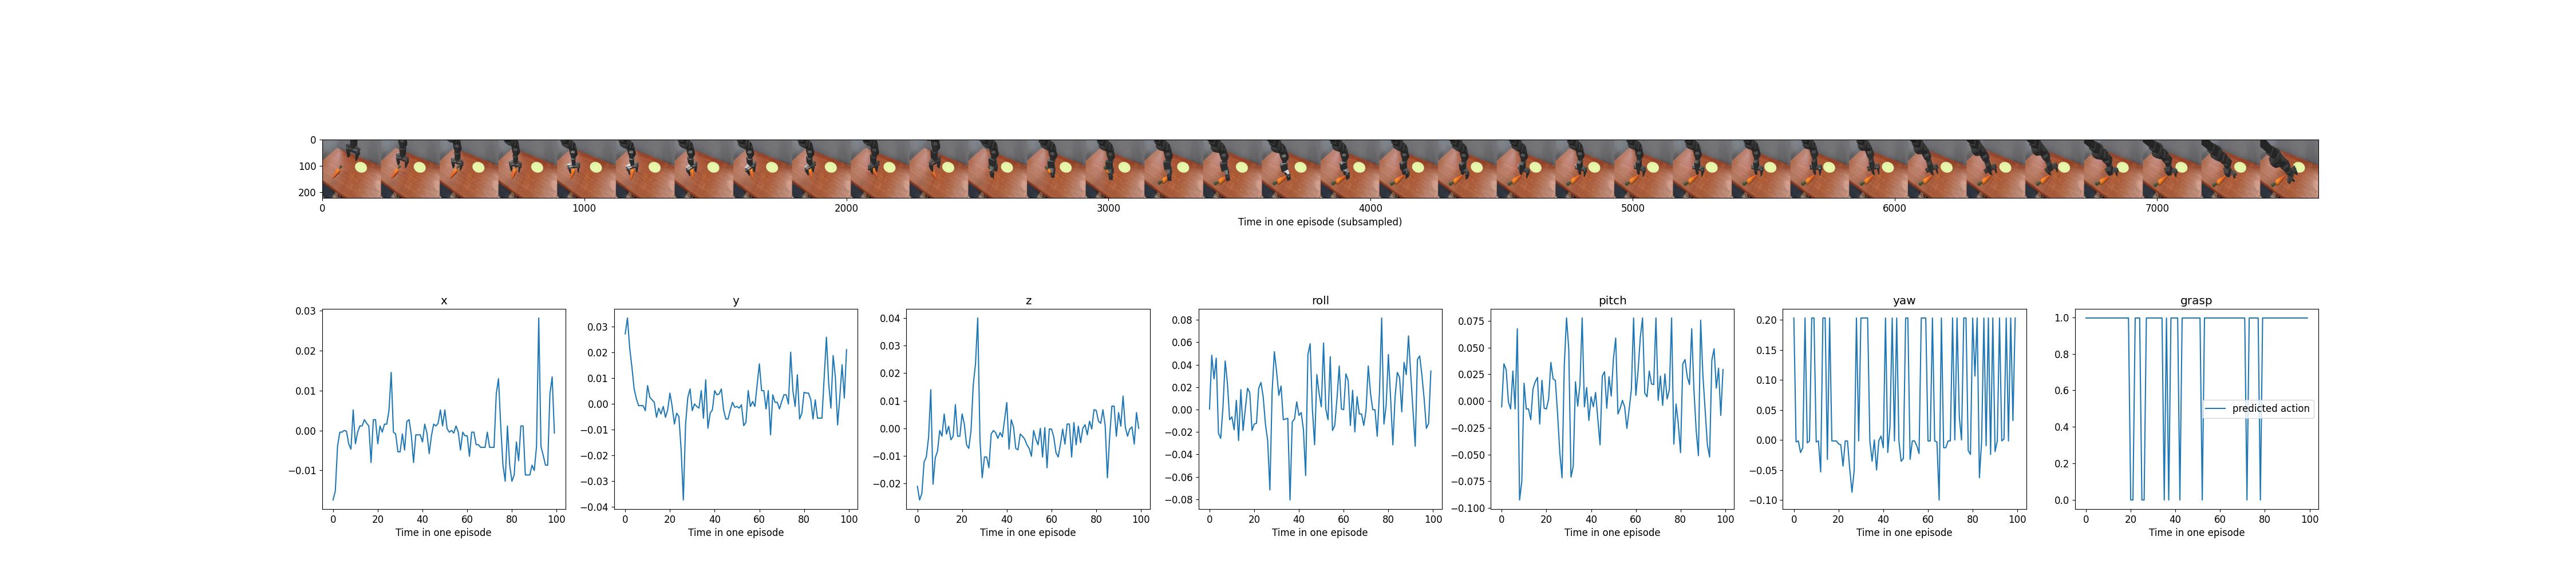 0
100
200
0 1000 2000 3000 4000 5000 6000 7000
Time in one episode (subsampled)
x
0.03
0.02
0.01
0.00
−0.01
0 20 40 60 80 100
Time in one episode
y
0.03
0.02
0.01
0.00
−0.01
−0.02
−0.03
−0.04
0 20 40 60 80 100
Time in one episode
z
0.04
0.03
0.02
0.01
0.00
−0.01
−0.02
0 20 40 60 80 100
Time in one episode
roll
0.08
0.06
0.04
0.02
0.00
−0.02
−0.04
−0.06
−0.08
0 20 40 60 80 100
Time in one episode
pitch
0.075
0.050
0.025
0.000
−0.025
−0.050
−0.075
−0.100
0 20 40 60 80 100
Time in one episode
yaw
0.20
0.15
0.10
0.05
0.00
−0.05
−0.10
0 20 40 60 80 100
Time in one episode
grasp
1.0
0.8
0.6
0.4
0.2
0.0
predicted action
0 20 40 60 80 100
Time in one episode